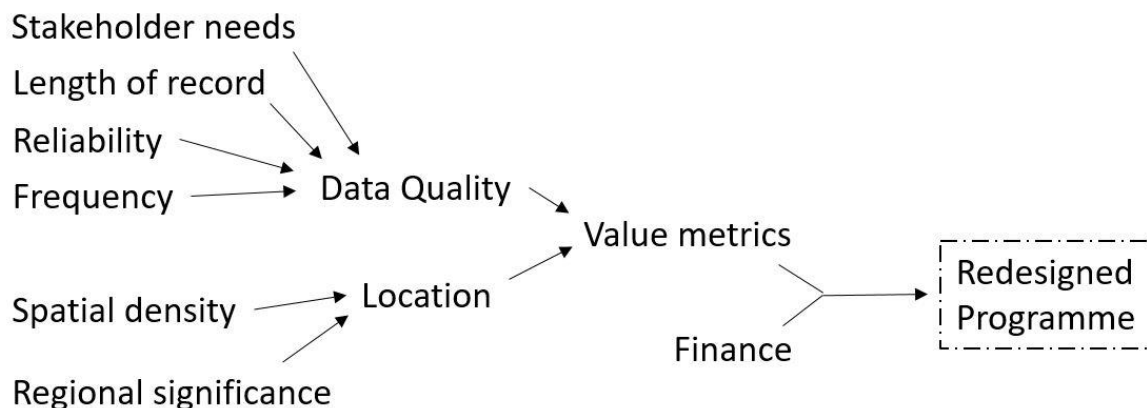 Stakeholder needs
Length of record
Reliability
Frequency
Data Quality
Value metrics
Spatial density
Location
Regional significance
Finance
Redesigned
Programme